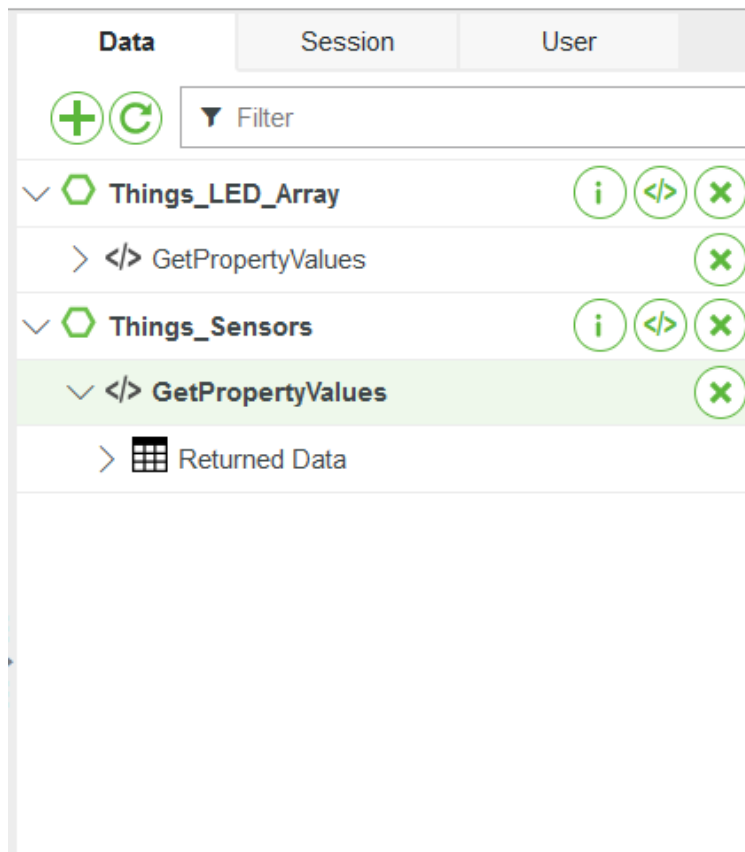 Data Session User
Filter
Things_LED_Array i </>
</> GetPropertyValues
Things_Sensors i </>
</> GetPropertyValues
Returned Data